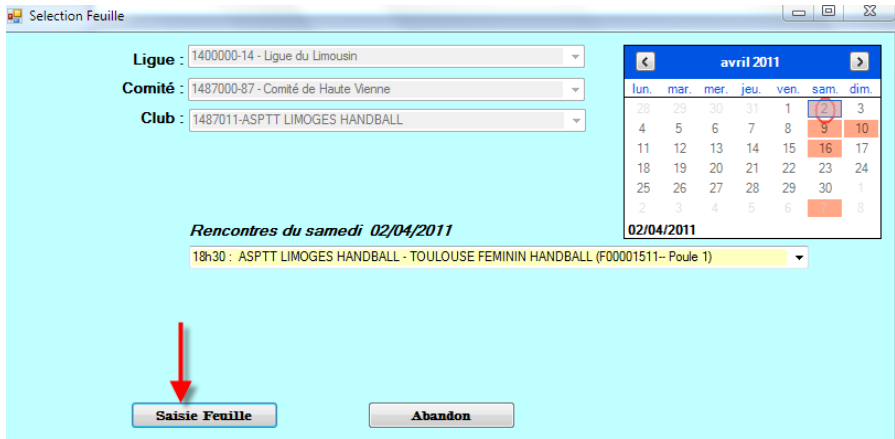 Selection Feuille
Ligue : 1400000-14 - Ligue du Limousin
Comité : 1487000-87 - Comité de Haute Vienne
Club : 1487011-ASPTT LIMOGES HANDBALL
avril 2011
lun. mar. mer. jeu. ven. sam. dim.
28 29 30 31 1 2 3
4 5 6 7 8 9 10
11 12 13 14 15 16 17
18 19 20 21 22 23 24
25 26 27 28 29 30 1
2 3 4 5 6 7 8
02/04/2011
Rencontres du samedi 02/04/2011
18h30 : ASPTT LIMOGES HANDBALL - TOULOUSE FEMININ HANDBALL (F00001511-- Poule 1)
Saisie Feuille Abandon